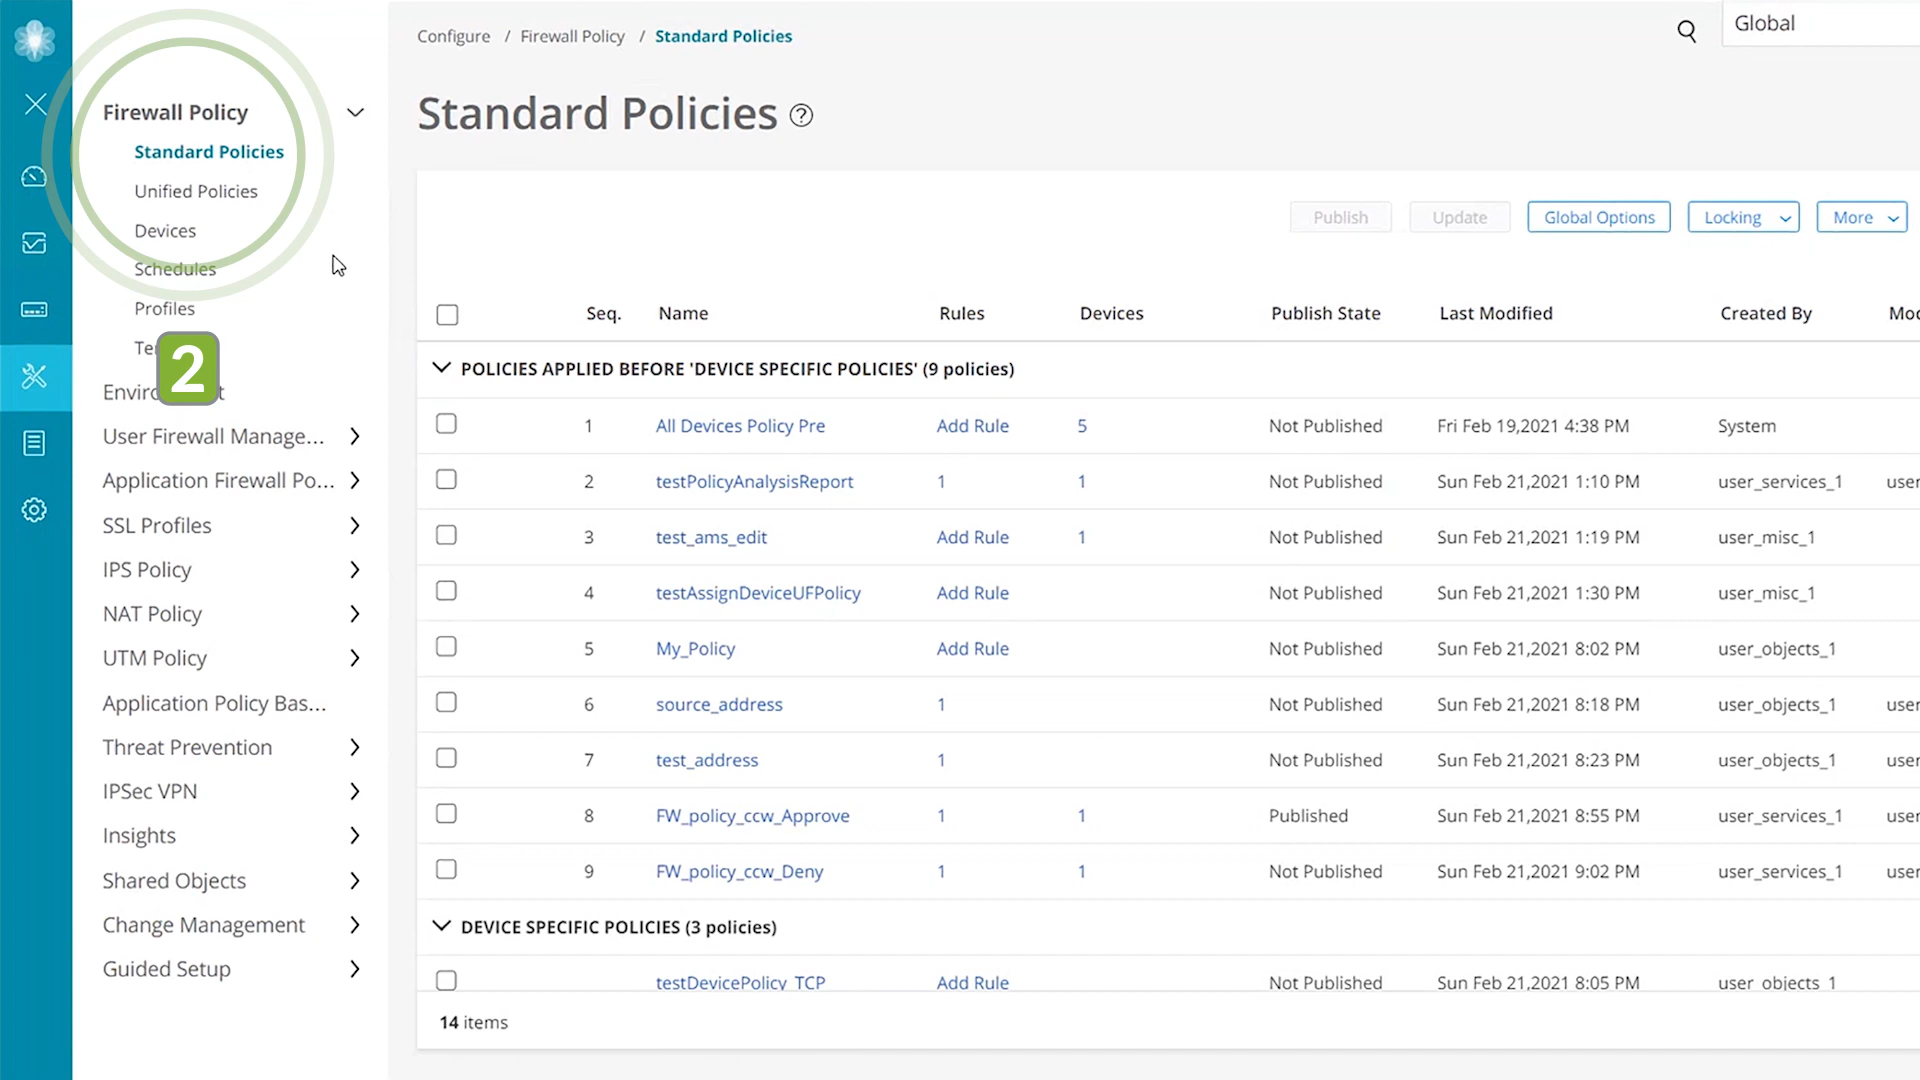 Configure / Firewall Policy / Standard Policies
Global
Firewall Policy
Standard Policies
Unified Policies
Devices
Schedules
Profiles
2
User Firewall Manage...
Application Firewall Po...
SSL Profiles
IPS Policy
NAT Policy
UTM Policy
Application Policy Bas...
Threat Prevention
IPSec VPN
Insights
Shared Objects
Change Management
Guided Setup
Standard Policies ?
Publish Update Global Options Locking More
Seq. Name Rules Devices Publish State Last Modified Created By
POLICIES APPLIED BEFORE 'DEVICE SPECIFIC POLICIES' (9 policies)
1 All Devices Policy Pre Add Rule 5 Not Published Fri Feb 19,2021 4:38 PM System
2 testPolicyAnalysisReport 1 1 Not Published Sun Feb 21,2021 1:10 PM user_services_1 user
3 test_ams_edit Add Rule 1 Not Published Sun Feb 21,2021 1:19 PM user_misc_1
4 testAssignDeviceUFPolicy Add Rule Not Published Sun Feb 21,2021 1:30 PM user_misc_1
5 My_Policy Add Rule Not Published Sun Feb 21,2021 8:02 PM user_objects_1
6 source_address 1 Not Published Sun Feb 21,2021 8:18 PM user_objects_1 user
7 test_address 1 Not Published Sun Feb 21,2021 8:23 PM user_objects_1 user
8 FW_policy_ccw_Approve 1 1 Published Sun Feb 21,2021 8:55 PM user_services_1 user
9 FW_policy_ccw_Deny 1 1 Not Published Sun Feb 21,2021 9:02 PM user_services_1 user
DEVICE SPECIFIC POLICIES (3 policies)
testDevicePolicy_TCP Add Rule Not Published Sun Feb 21,2021 8:05 PM user_objects_1
14 items